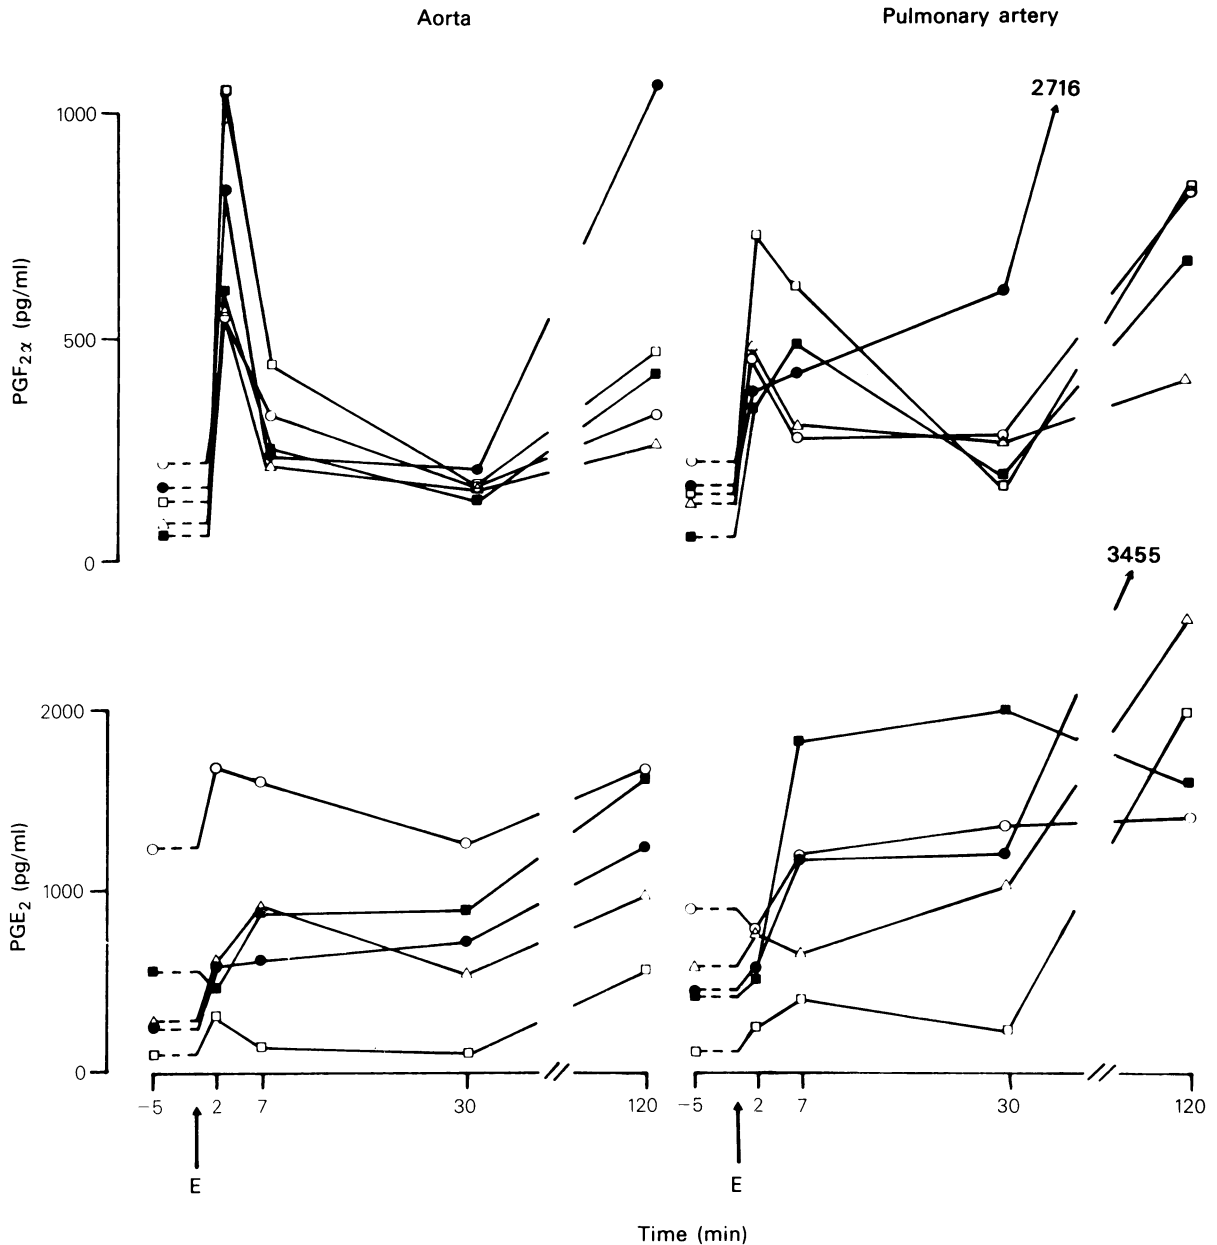 Aorta
Pulmonary artery
2716
1000
500
0
PGF2α (pg/ml)
3455
2000
1000
0
PGE2 (pg/ml)
−5 2 7 30 120
−5 2 7 30 120
E
E
Time (min)